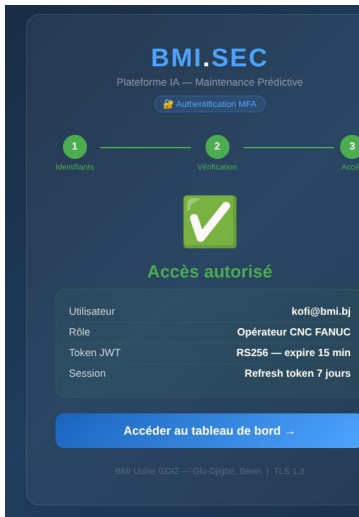 BMI.SEC
Plateforme IA — Maintenance Prédictive
Authentification MFA
1 2 3
Identifiants Vérification Accè
Accès autorisé
Utilisateur kofi@bmi.bj
Rôle Opérateur CNC FANUC
Token JWT RS256 — expire 15 min
Session Refresh token 7 jours
Accéder au tableau de bord →
BMI Usine GDIZ — Glo-Djigbé, Bénin | TLS 1.3